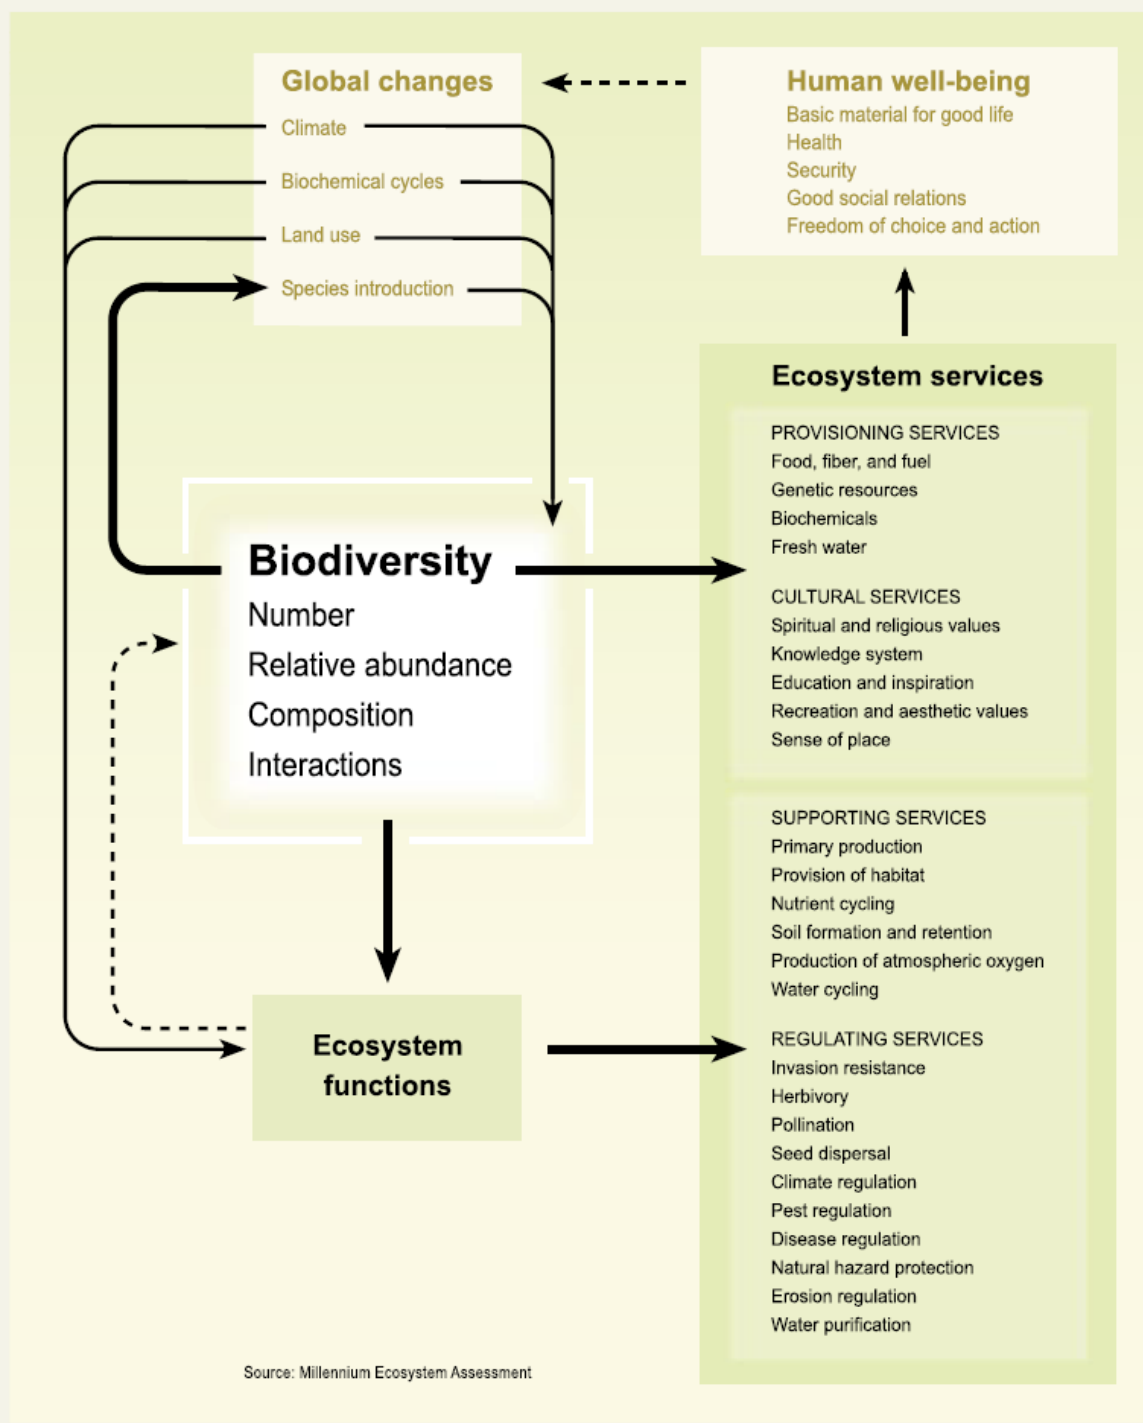 Global changes
Climate
Biochemical cycles
Land use
Species introduction
Human well-being
Basic material for good life
Health
Security
Good social relations
Freedom of choice and action
Biodiversity
Number
Relative abundance
Composition
Interactions
Ecosystem
functions
Ecosystem services
PROVISIONING SERVICES
Food, fiber, and fuel
Genetic resources
Biochemicals
Fresh water
CULTURAL SERVICES
Spiritual and religious values
Knowledge system
Education and inspiration
Recreation and aesthetic values
Sense of place
SUPPORTING SERVICES
Primary production
Provision of habitat
Nutrient cycling
Soil formation and retention
Production of atmospheric oxygen
Water cycling
REGULATING SERVICES
Invasion resistance
Herbivory
Pollination
Seed dispersal
Climate regulation
Pest regulation
Disease regulation
Natural hazard protection
Erosion regulation
Water purification
Source: Millennium Ecosystem Assessment